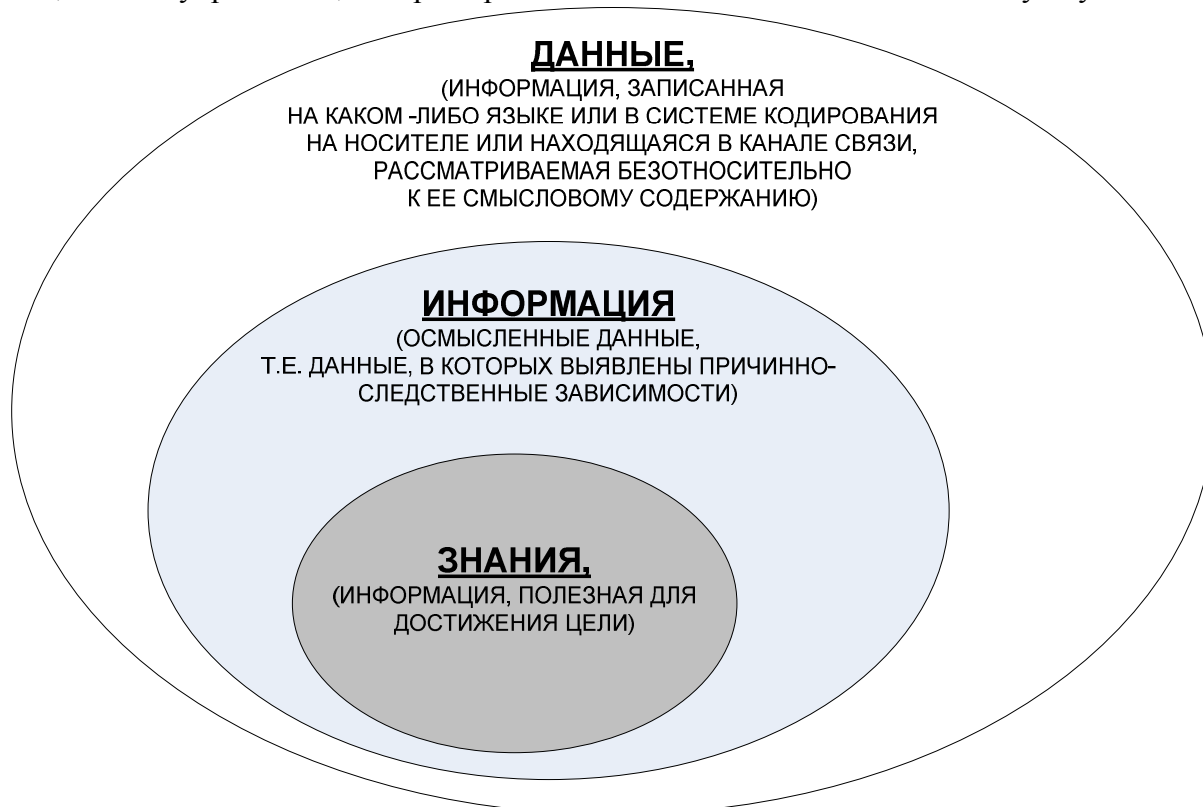 ДАННЫЕ,
(ИНФОРМАЦИЯ, ЗАПИСАННАЯ
НА КАКОМ -ЛИБО ЯЗЫКЕ ИЛИ В СИСТЕМЕ КОДИРОВАНИЯ
НА НОСИТЕЛЕ ИЛИ НАХОДЯЩАЯСЯ В КАНАЛЕ СВЯЗИ,
РАССМАТРИВАЕМАЯ БЕЗОТНОСИТЕЛЬНО
К ЕЕ СМЫСЛОВОМУ СОДЕРЖАНИЮ)
ИНФОРМАЦИЯ
(ОСМЫСЛЕННЫЕ ДАННЫЕ,
Т.Е. ДАННЫЕ, В КОТОРЫХ ВЫЯВЛЕНЫ ПРИЧИННО-
СЛЕДСТВЕННЫЕ ЗАВИСИМОСТИ)
ЗНАНИЯ,
(ИНФОРМАЦИЯ, ПОЛЕЗНАЯ ДЛЯ
ДОСТИЖЕНИЯ ЦЕЛИ)